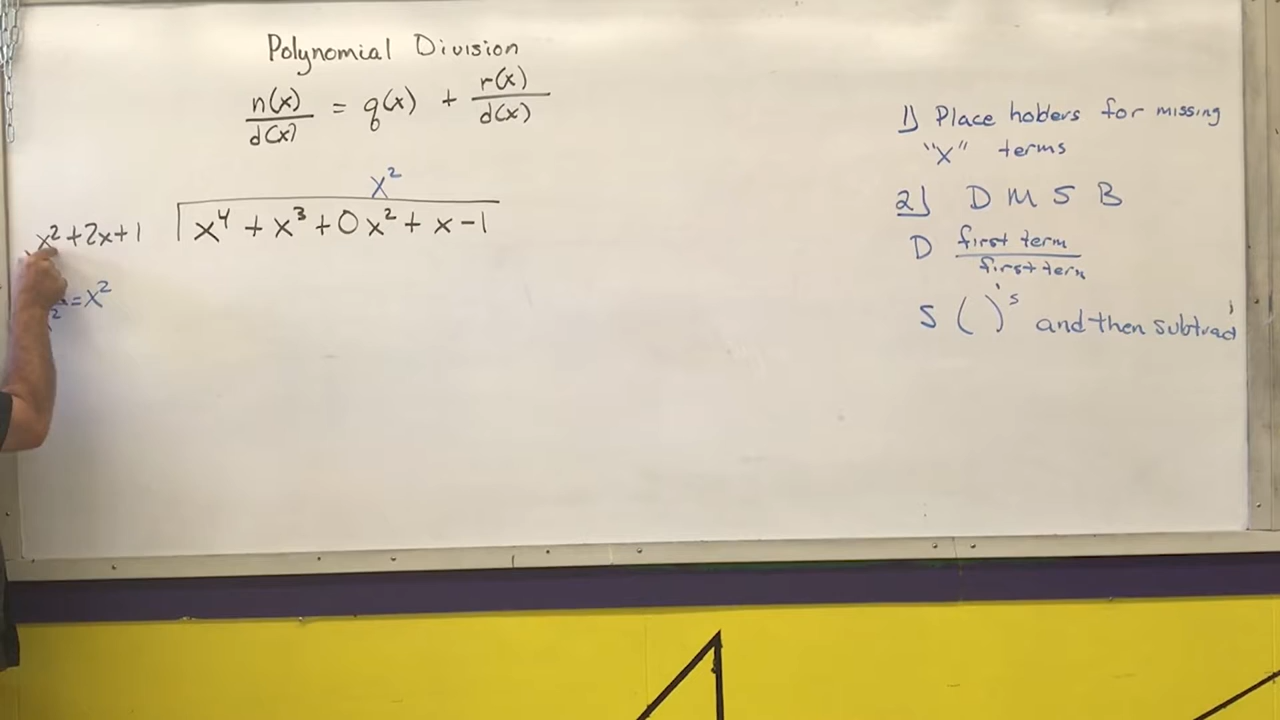 Polynomial Division
n(x)/d(x) = q(x) + r(x)/d(x)
x²
x²+2x+1 x⁴ + x³ + 0x² + x - 1
x² = x²
1) Place holders for missing
"x" terms
2) D M S B
D first term
first term
S ( )'s and then subtract